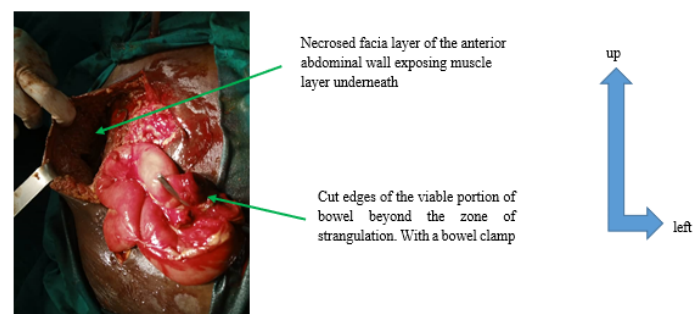 Necrosed facia layer of the anterior
abdominal wall exposing muscle
layer underneath
up
Cut edges of the viable portion of
bowel beyond the zone of
strangulation. With a bowel clamp
left